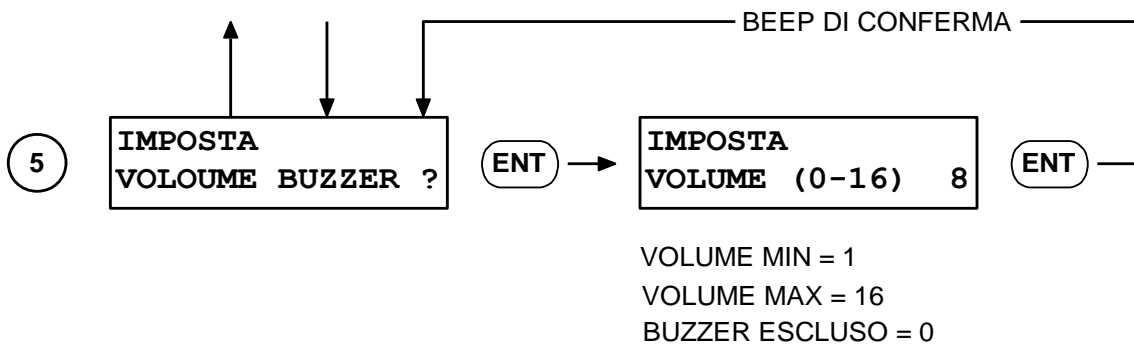 BEEP DI CONFERMA
5
IMPOSTA
VOLOUME BUZZER ?
ENT
IMPOSTA
VOLUME (0-16) 8
ENT
VOLUME MIN = 1
VOLUME MAX = 16
BUZZER ESCLUSO = 0